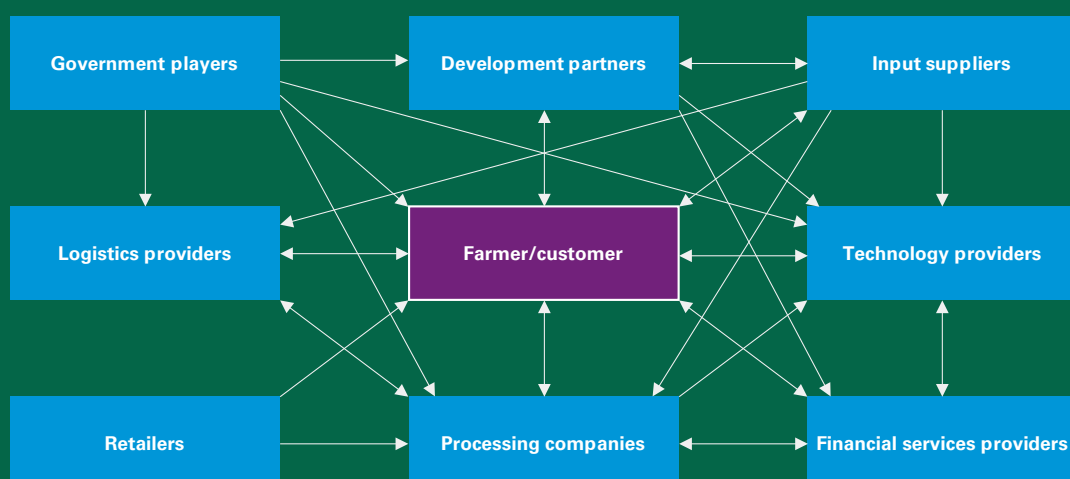 Government players
Development partners
Input suppliers
Logistics providers
Farmer/customer
Technology providers
Retailers
Processing companies
Financial services providers